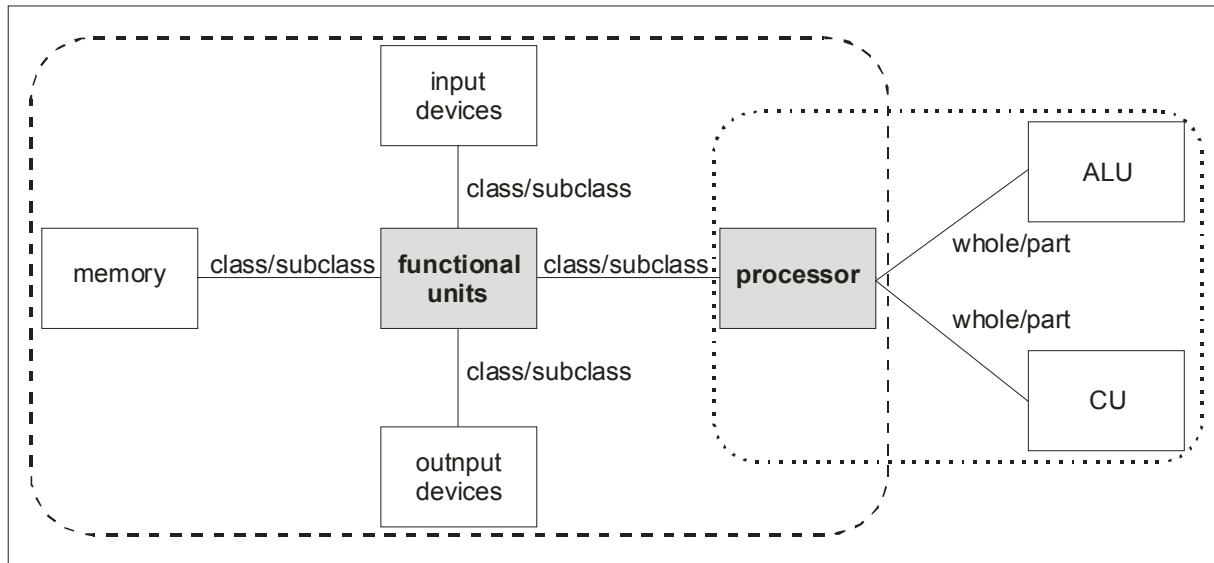 input
devices
class/subclass
ALU
whole/part
memory
class/subclass
functional
units
class/subclass
processor
whole/part
class/subclass
CU
outnput
devices